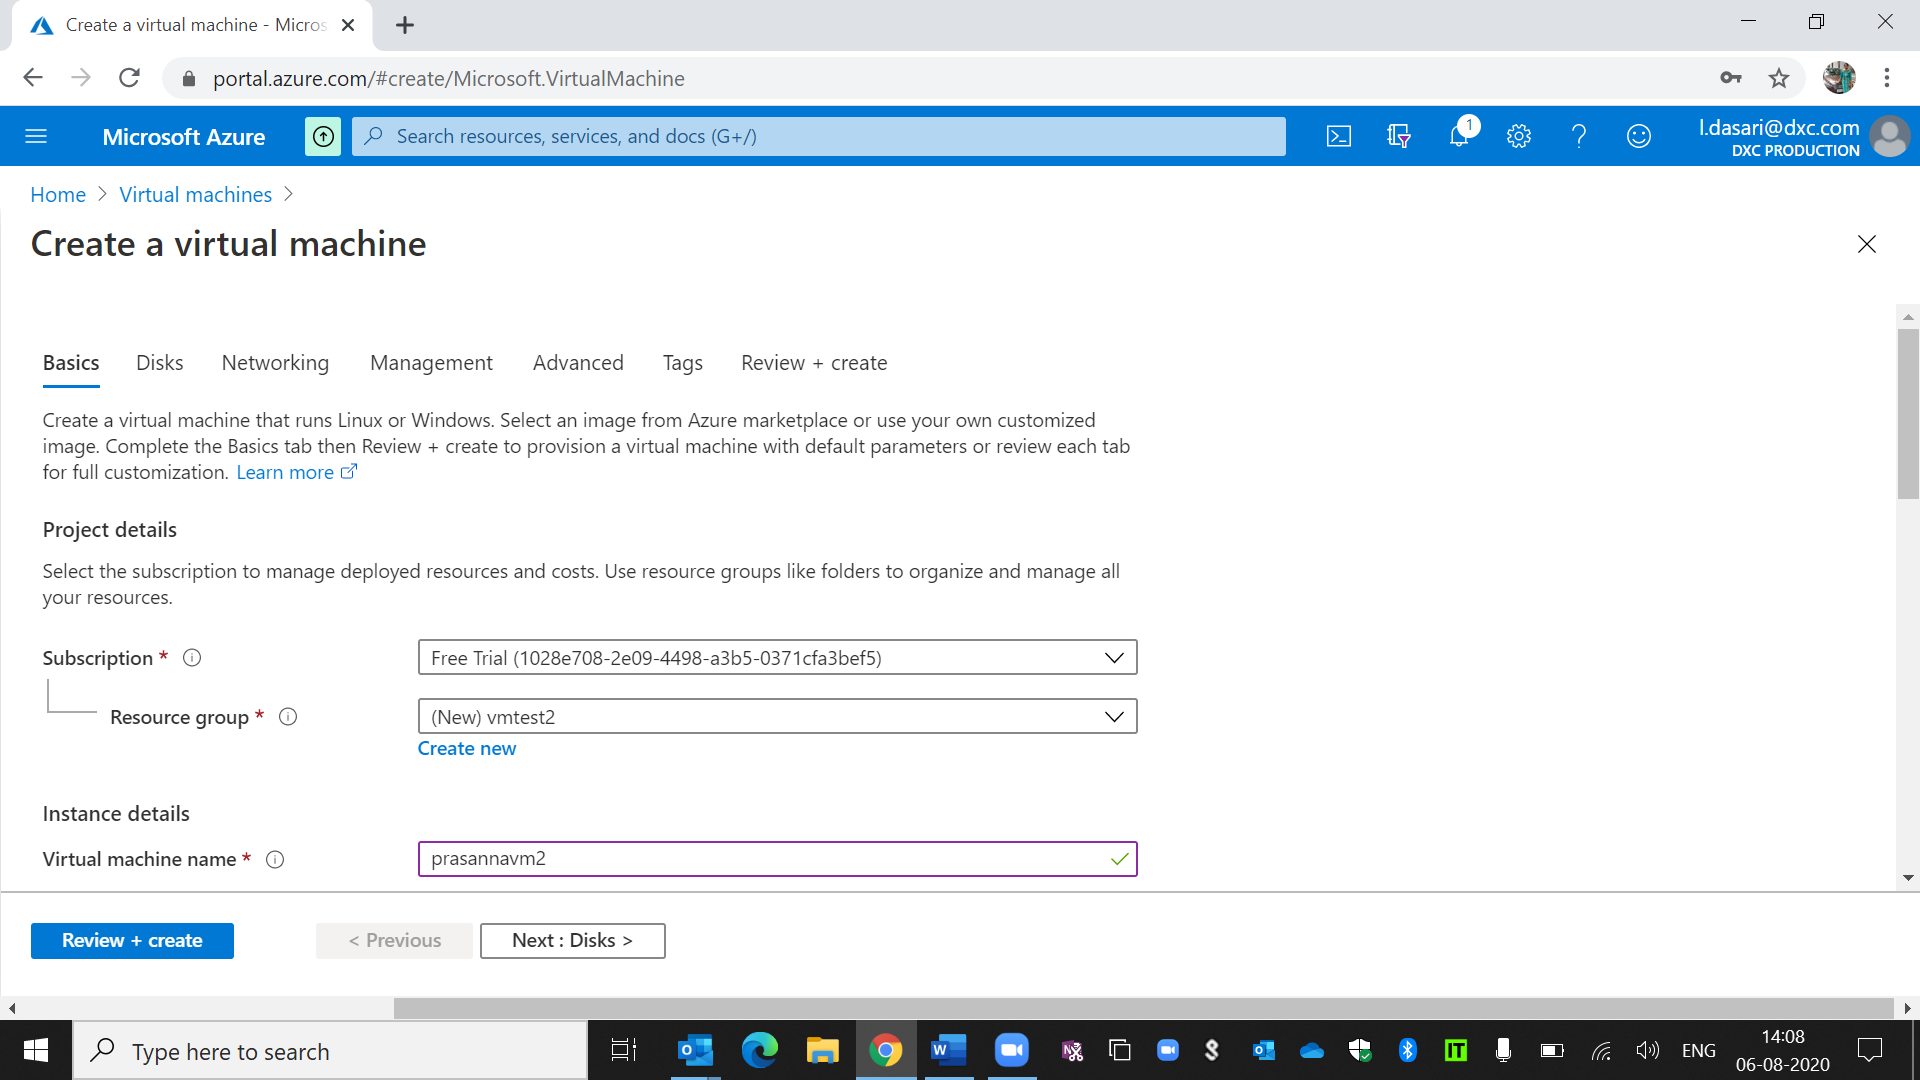 Create a virtual machine - Micros
portal.azure.com/#create/Microsoft.VirtualMachine
Microsoft Azure
Search resources, services, and docs (G+/)
1
l.dasari@dxc.com
DXC PRODUCTION
Home > Virtual machines >
Create a virtual machine
Basics Disks Networking Management Advanced Tags Review + create
Create a virtual machine that runs Linux or Windows. Select an image from Azure marketplace or use your own customized
image. Complete the Basics tab then Review + create to provision a virtual machine with default parameters or review each tab
for full customization. Learn more
Project details
Select the subscription to manage deployed resources and costs. Use resource groups like folders to organize and manage all
your resources.
Subscription *
Free Trial (1028e708-2e09-4498-a3b5-0371cfa3bef5)
Resource group *
(New) vmtest2
Create new
Instance details
Virtual machine name *
prasannavm2
Review + create
< Previous
Next : Disks >
Type here to search
ENG
14:08
06-08-2020